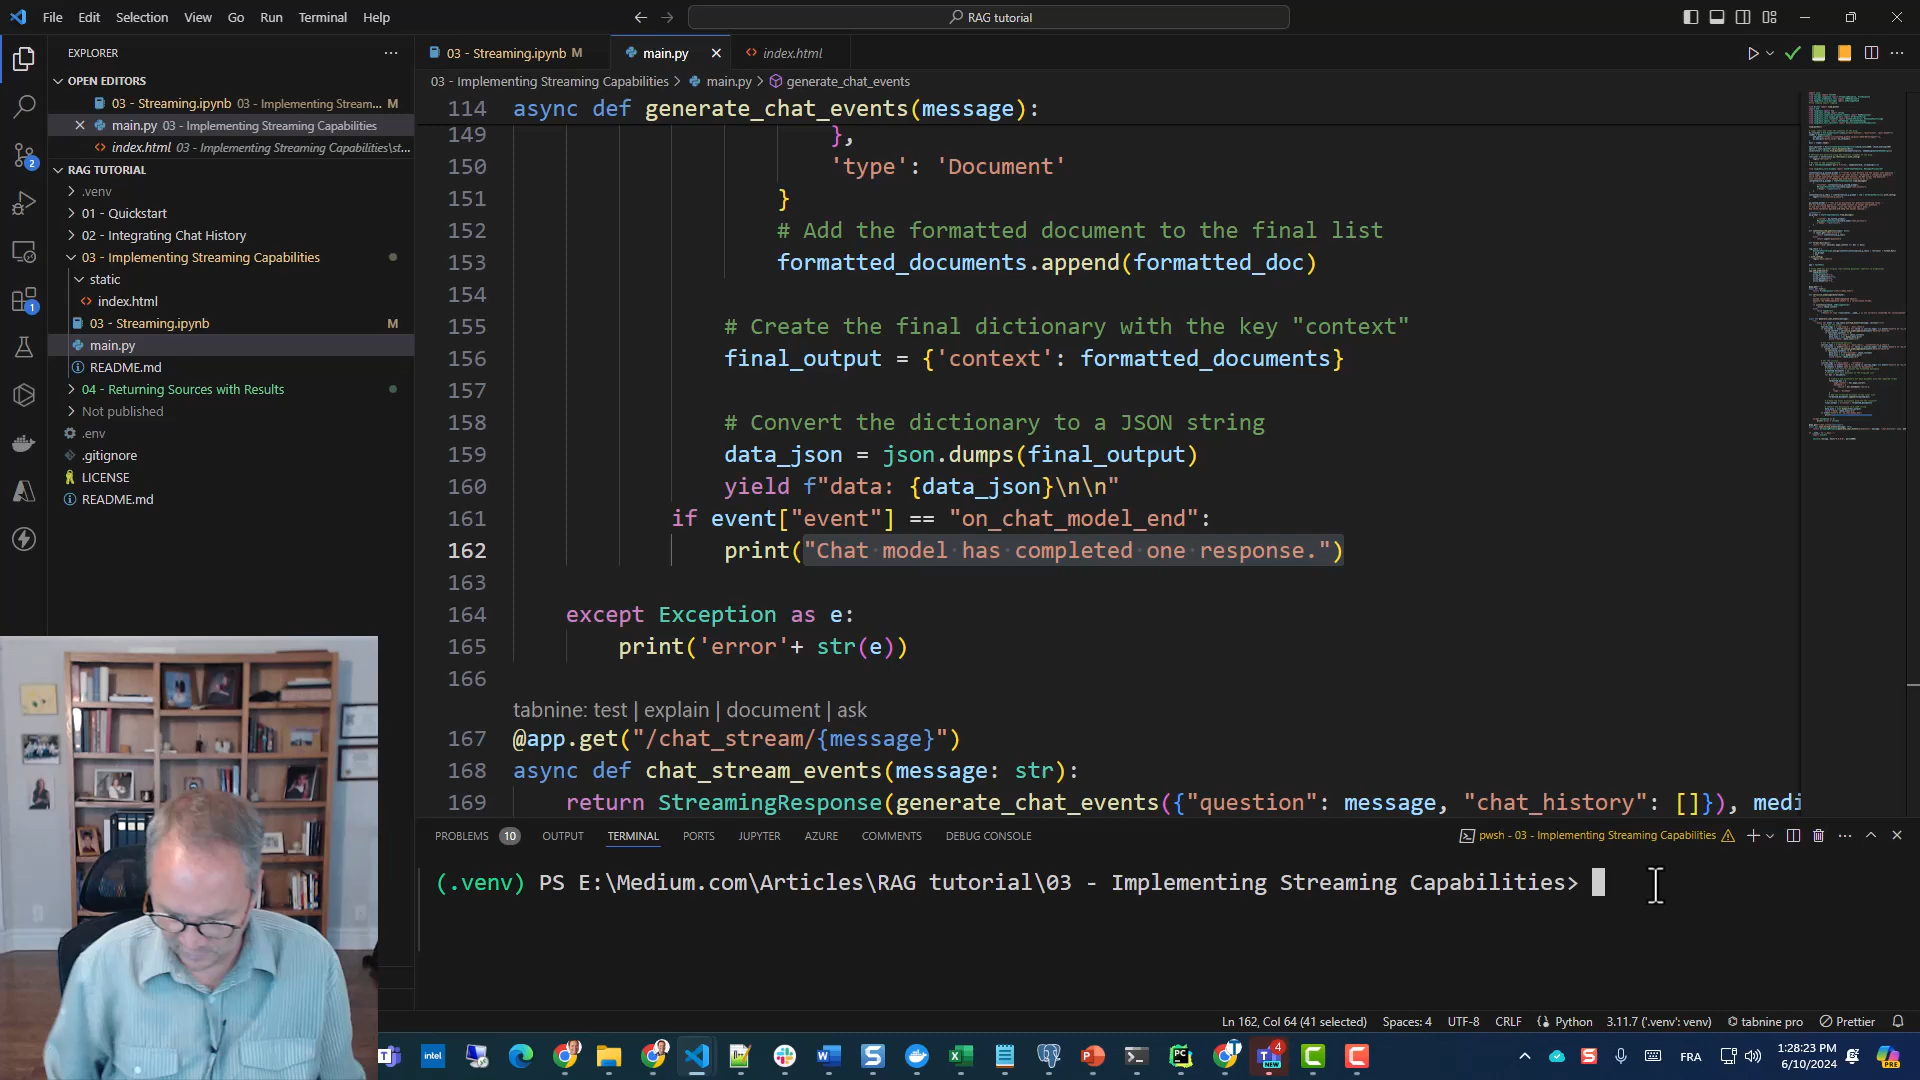 File Edit Selection View Go Run Terminal Help
RAG tutorial
EXPLORER
OPEN EDITORS
03 - Streaming.ipynb 03 - Implementing Stream... M
main.py 03 - Implementing Streaming Capabilities
index.html 03 - Implementing Streaming Capabilities\st...
RAG TUTORIAL
.venv
01 - Quickstart
02 - Integrating Chat History
03 - Implementing Streaming Capabilities
static
index.html
03 - Streaming.ipynb M
main.py
README.md
04 - Returning Sources with Results
Not published
.env
.gitignore
LICENSE
README.md
2
1
03 - Streaming.ipynb M main.py index.html
03 - Implementing Streaming Capabilities > main.py > generate_chat_events
114 async def generate_chat_events(message):
149 },
150 'type': 'Document'
151 }
152 # Add the formatted document to the final list
153 formatted_documents.append(formatted_doc)
154
155 # Create the final dictionary with the key "context"
156 final_output = {'context': formatted_documents}
157
158 # Convert the dictionary to a JSON string
159 data_json = json.dumps(final_output)
160 yield f"data: {data_json}\n\n"
161 if event["event"] == "on_chat_model_end":
162 print("Chat model has completed one response.")
163
164 except Exception as e:
165 print('error'+ str(e))
166
tabnine: test | explain | document | ask
167 @app.get("/chat_stream/{message}")
168 async def chat_stream_events(message: str):
169 return StreamingResponse(generate_chat_events({"question": message, "chat_history": []}), medi
PROBLEMS 10 OUTPUT TERMINAL PORTS JUPYTER AZURE COMMENTS DEBUG CONSOLE
pwsh - 03 - Implementing Streaming Capabilities
(.venv) PS E:\Medium.com\Articles\RAG tutorial\03 - Implementing Streaming Capabilities>
Ln 162, Col 64 (41 selected) Spaces: 4 UTF-8 CRLF Python 3.11.7 ('.venv': venv) tabnine pro Prettier
intel
4
NEW
FRA
1:28:23 PM
6/10/2024
PRE